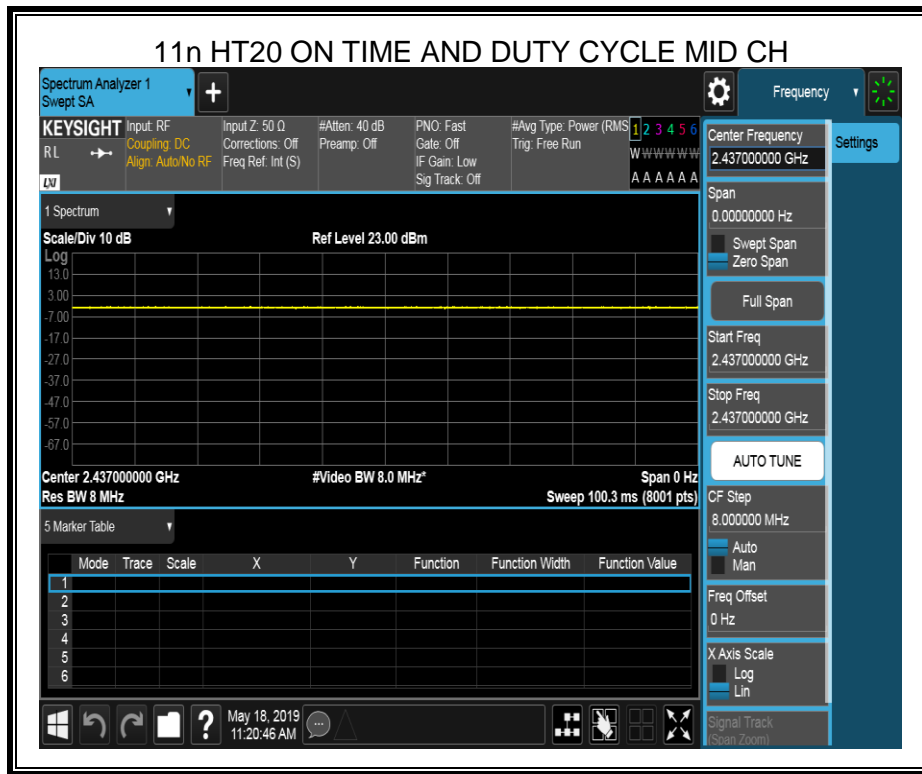 11n HT20 ON TIME AND DUTY CYCLE MID CH
Spectrum Analyzer 1
Swept SA
+
Frequency
KEYSIGHT
RL
LXI
Input: RF
Coupling: DC
Align: Auto/No RF
Input Z: 50 Ω
Corrections: Off
Freq Ref: Int (S)
#Atten: 40 dB
Preamp: Off
PNO: Fast
Gate: Off
IF Gain: Low
Sig Track: Off
#Avg Type: Power (RMS
Trig: Free Run
1 2 3 4 5 6
W W W W W W
A A A A A A
1 Spectrum
Scale/Div 10 dB
Ref Level 23.00 dBm
Log
13.0
3.00
-7.00
-17.0
-27.0
-37.0
-47.0
-57.0
-67.0
Center 2.437000000 GHz
#Video BW 8.0 MHz*
Span 0 Hz
Res BW 8 MHz
Sweep 100.3 ms (8001 pts)
5 Marker Table
Mode Trace Scale X Y Function Function Width Function Value
1
2
3
4
5
6
May 18, 2019
11:20:46 AM
?
Center Frequency
2.437000000 GHz
Settings
Span
0.00000000 Hz
Swept Span
Zero Span
Full Span
Start Freq
2.437000000 GHz
Stop Freq
2.437000000 GHz
AUTO TUNE
CF Step
8.000000 MHz
Auto
Man
Freq Offset
0 Hz
X Axis Scale
Log
Lin
Signal Track
(Span Zoom)